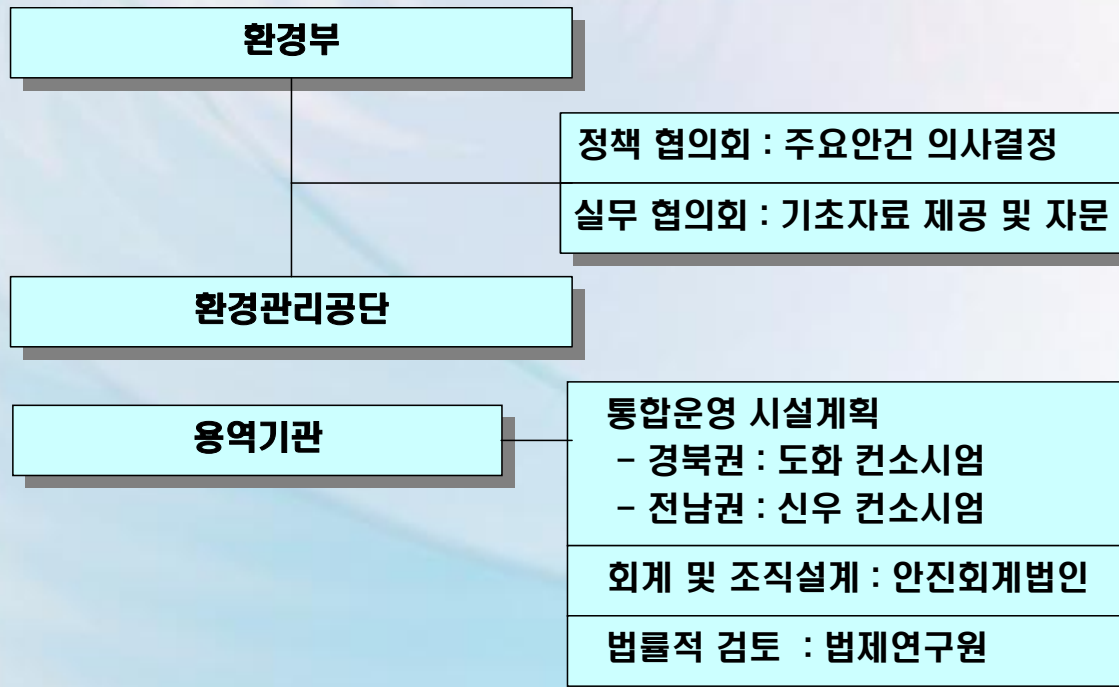 환경부
정책 협의회 : 주요안건 의사결정
실무 협의회 : 기초자료 제공 및 자문
환경관리공단
용역기관
통합운영 시설계획
– 경북권 : 도화 컨소시엄
– 전남권 : 신우 컨소시엄
회계 및 조직설계 : 안진회계법인
법률적 검토 : 법제연구원